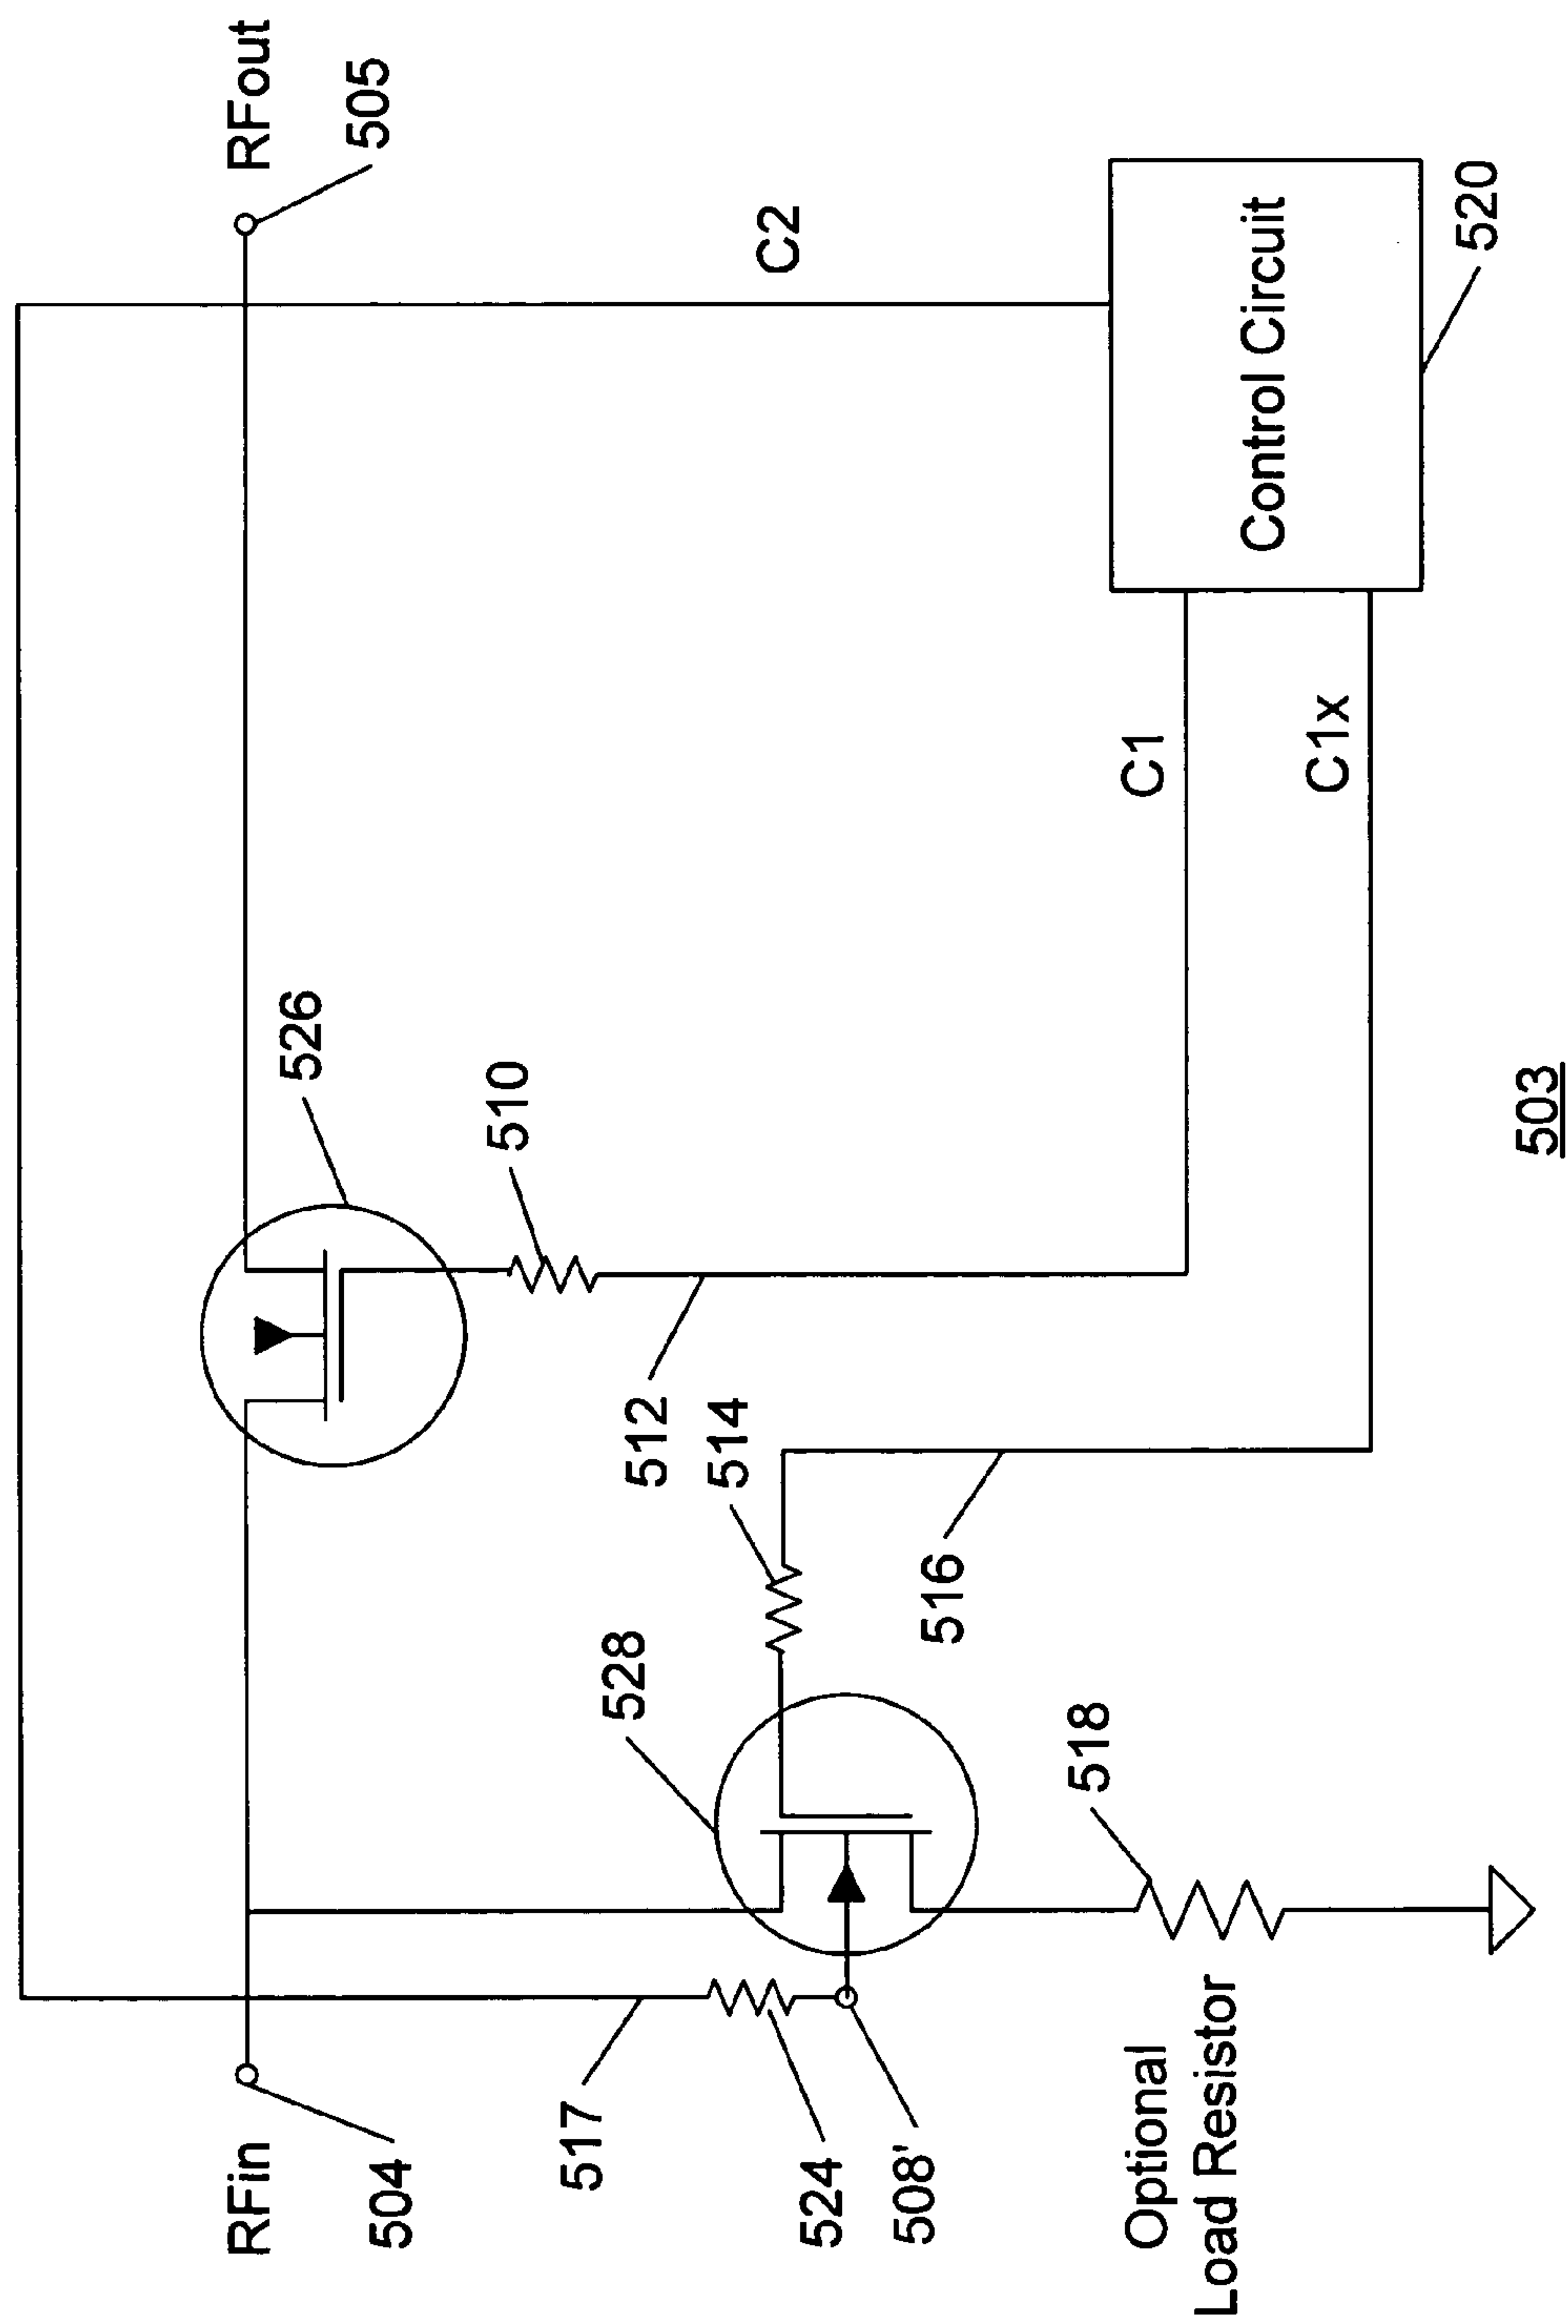 RFin
504
RFout
505
526
510
C2
517
528
514
512
524
508'
516
C1
C1x
Control Circuit
520
518
Optional
Load Resistor
503